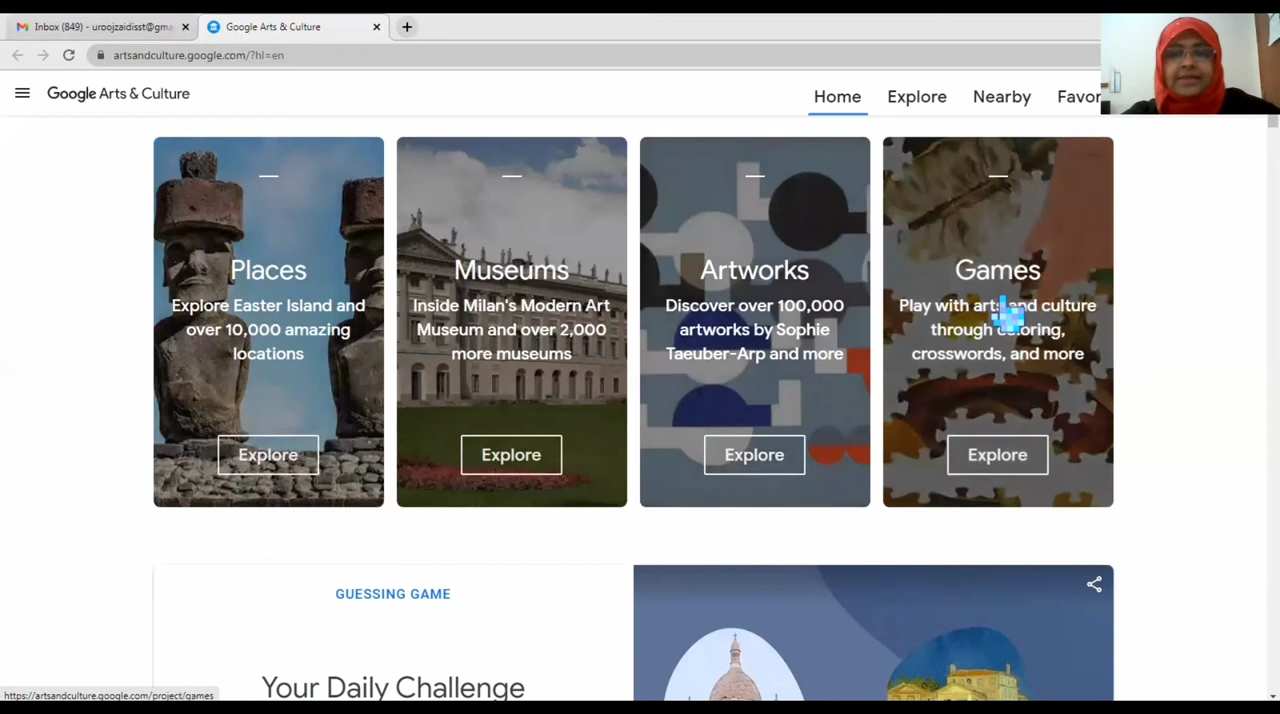 Inbox (849) - uroojzaidisst@gma
Google Arts & Culture
artsandculture.google.com/?hl=en
Google Arts & Culture
Home Explore Nearby Favor
Places
Explore Easter Island and
over 10,000 amazing
locations
Explore
Museums
Inside Milan's Modern Art
Museum and over 2,000
more museums
Explore
Artworks
Discover over 100,000
artworks by Sophie
Taeuber-Arp and more
Explore
Games
Play with arts and culture
through coloring,
crosswords, and more
Explore
GUESSING GAME
Your Daily Challenge
https://artsandculture.google.com/project/games